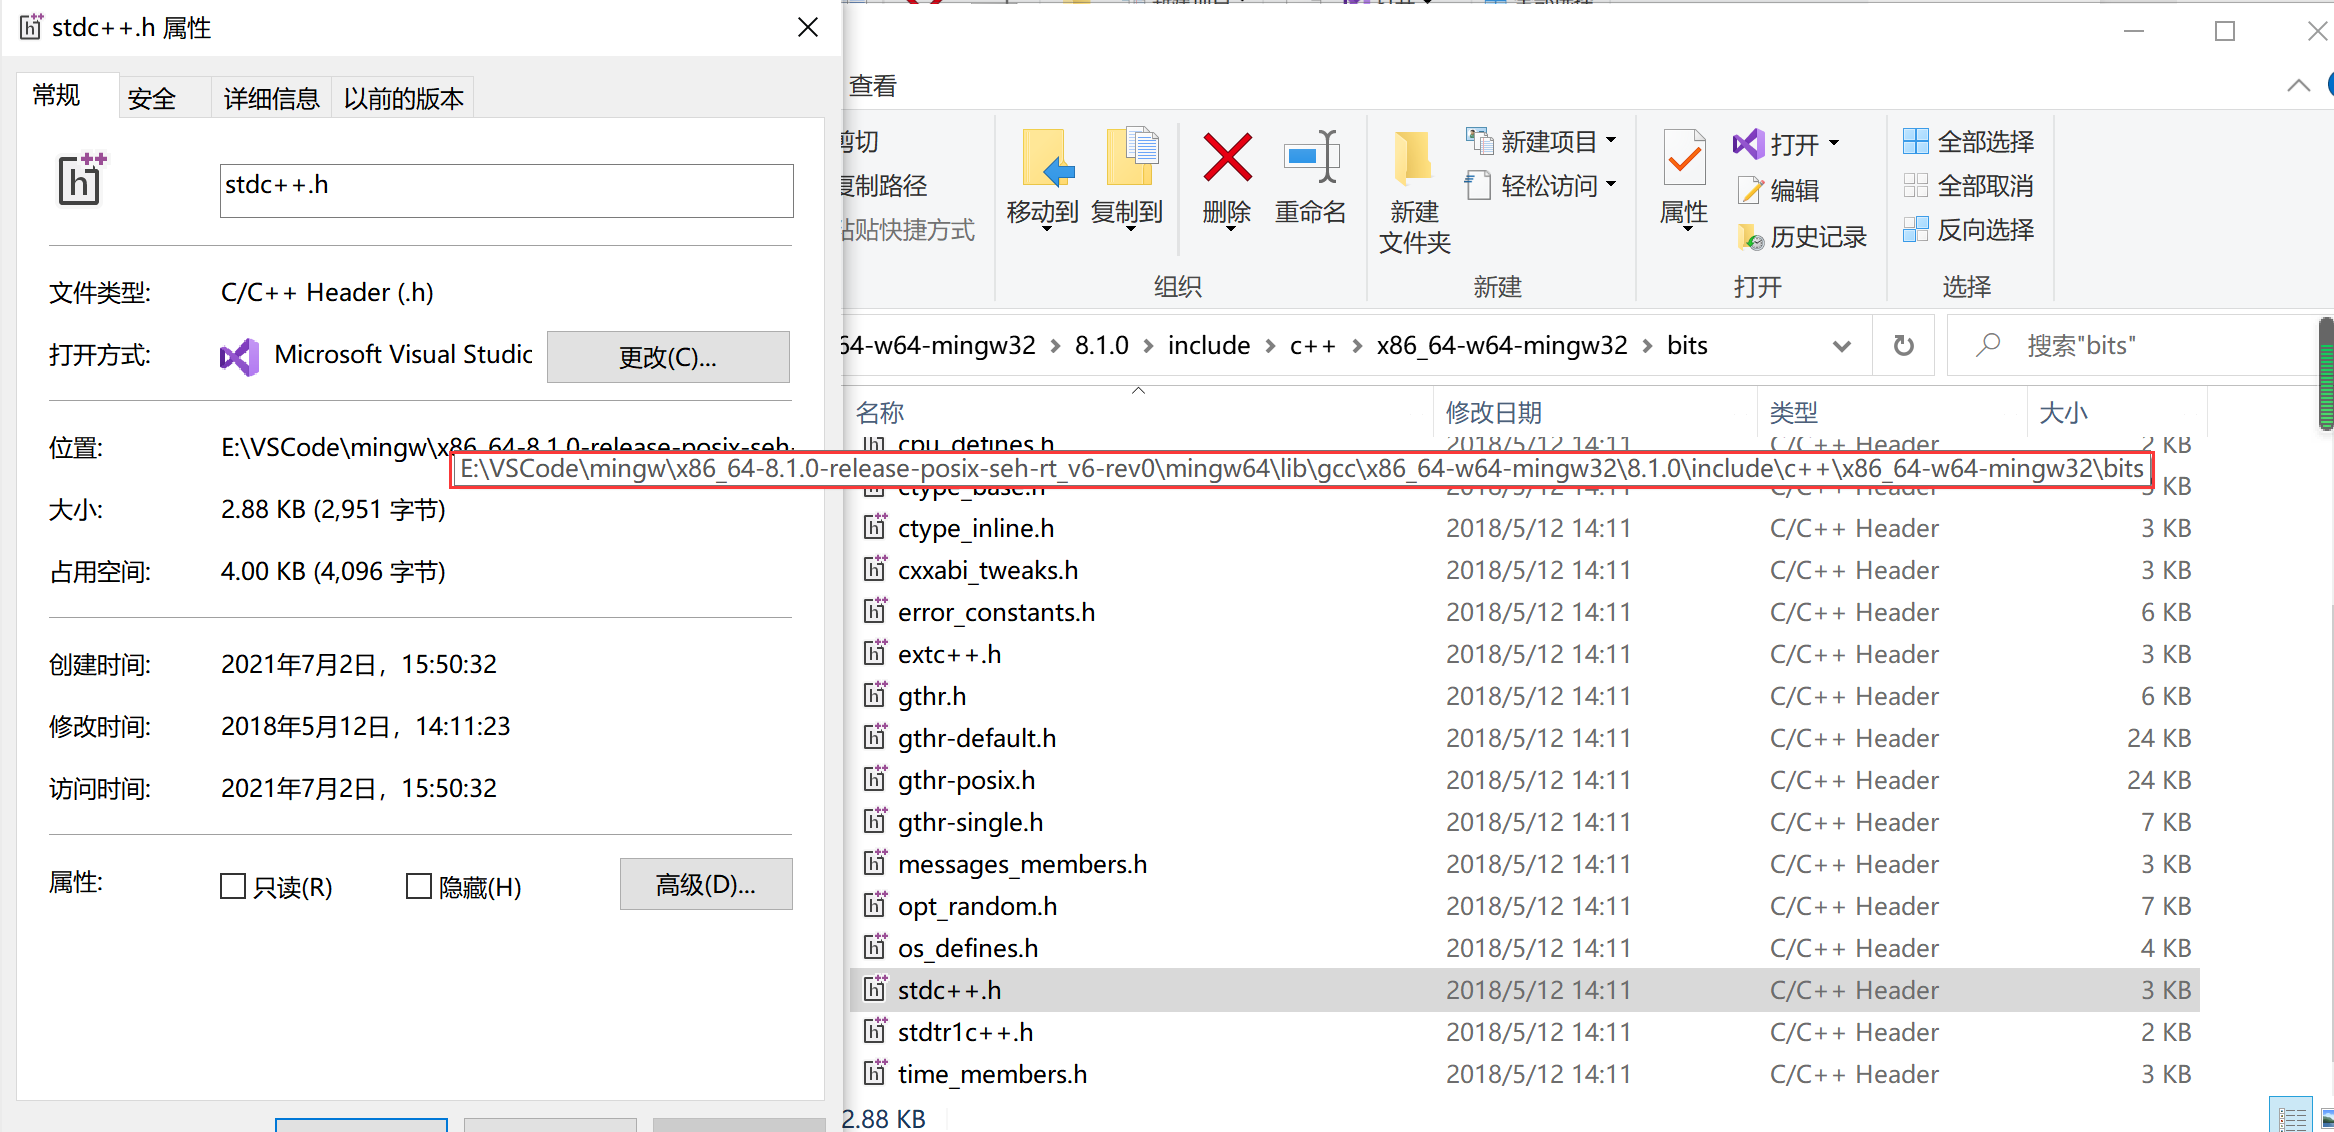 stdc++.h 属性
常规
安全
详细信息
以前的版本
stdc++.h
文件类型:
C/C++ Header (.h)
打开方式:
Microsoft Visual Studic
更改(C)...
位置:
E:\VSCode\mingw\x86_64-8.1.0-release-posix-seh-
大小:
2.88 KB (2,951 字节)
占用空间:
4.00 KB (4,096 字节)
创建时间:
2021年7月2日，15:50:32
修改时间:
2018年5月12日，14:11:23
访问时间:
2021年7月2日，15:50:32
属性:
只读(R)
隐藏(H)
高级(D)...
查看
剪切
复制路径
粘贴快捷方式
移动到
复制到
删除
重命名
组织
新建
文件夹
新建项目
轻松访问
新建
属性
打开
编辑
历史记录
打开
全部选择
全部取消
反向选择
选择
64-w64-mingw32 > 8.1.0 > include > c++ > x86_64-w64-mingw32 > bits
搜索"bits"
名称 修改日期 类型 大小
cpu_defines.h 2018/5/12 14:11 C/C++ Header 2 KB
E:\VSCode\mingw\x86_64-8.1.0-release-posix-seh-rt_v6-rev0\mingw64\lib\gcc\x86_64-w64-mingw32\8.1.0\include\c++\x86_64-w64-mingw32\bits
ctype_base.h 2018/5/12 14:11 C/C++ Header 3 KB
ctype_inline.h 2018/5/12 14:11 C/C++ Header 3 KB
cxxabi_tweaks.h 2018/5/12 14:11 C/C++ Header 3 KB
error_constants.h 2018/5/12 14:11 C/C++ Header 6 KB
extc++.h 2018/5/12 14:11 C/C++ Header 3 KB
gthr.h 2018/5/12 14:11 C/C++ Header 6 KB
gthr-default.h 2018/5/12 14:11 C/C++ Header 24 KB
gthr-posix.h 2018/5/12 14:11 C/C++ Header 24 KB
gthr-single.h 2018/5/12 14:11 C/C++ Header 7 KB
messages_members.h 2018/5/12 14:11 C/C++ Header 3 KB
opt_random.h 2018/5/12 14:11 C/C++ Header 7 KB
os_defines.h 2018/5/12 14:11 C/C++ Header 4 KB
stdc++.h 2018/5/12 14:11 C/C++ Header 3 KB
stdtr1c++.h 2018/5/12 14:11 C/C++ Header 2 KB
time_members.h 2018/5/12 14:11 C/C++ Header 3 KB
2.88 KB